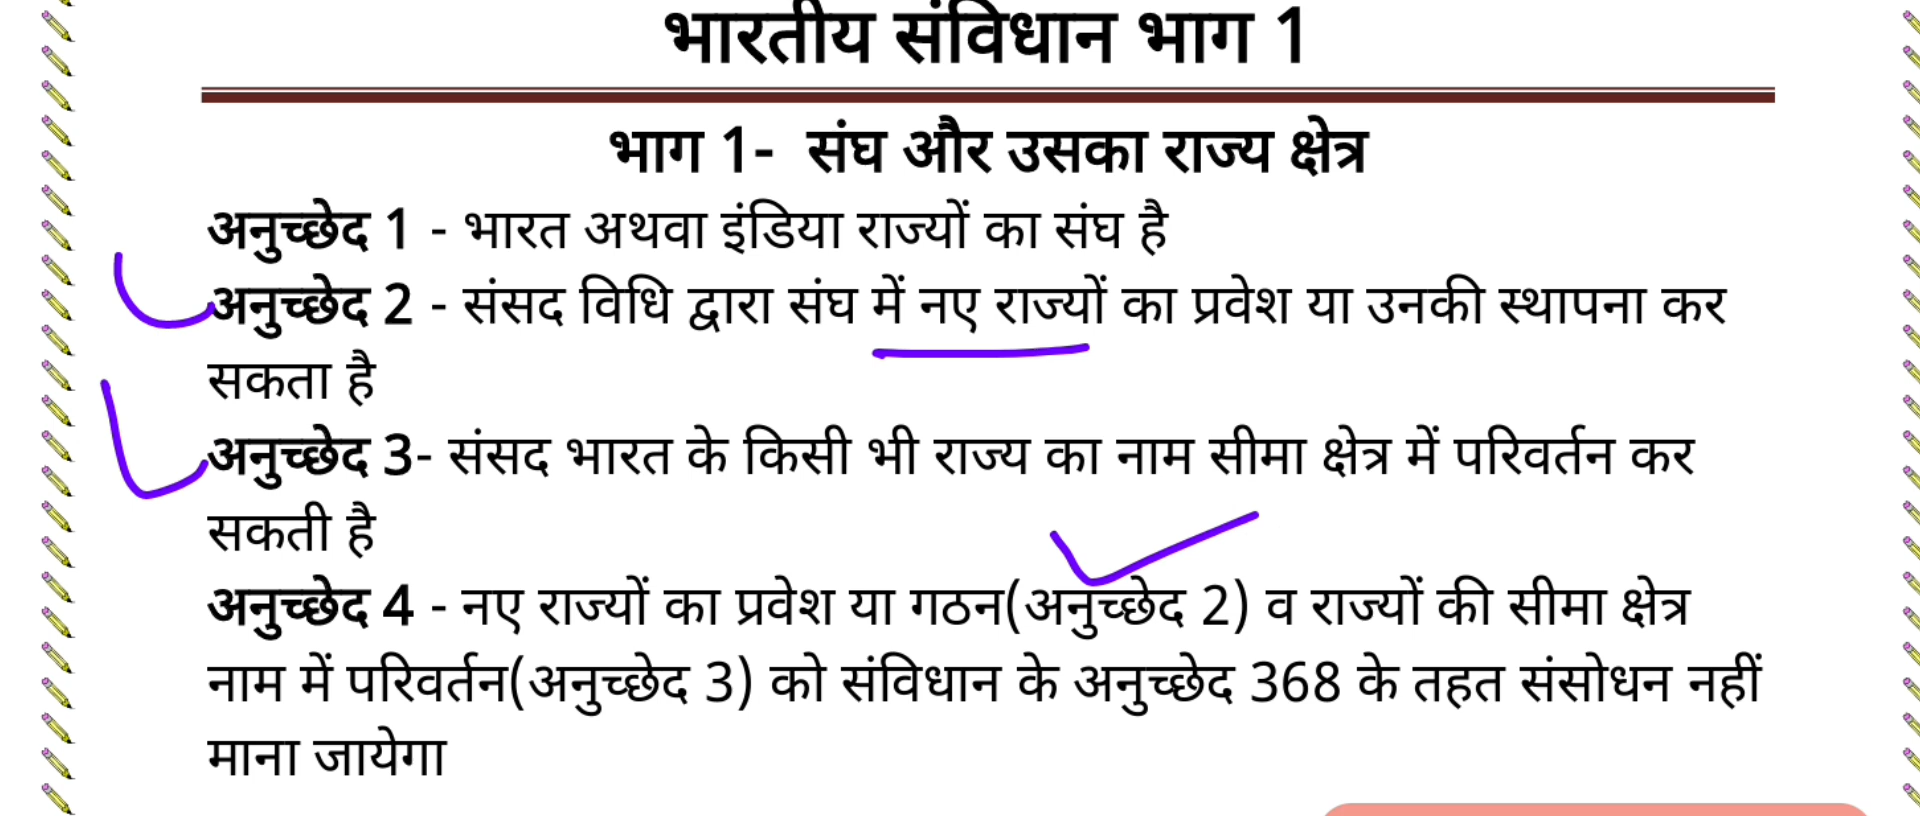 भारतीय संविधान भाग 1
भाग 1-  संघ और उसका राज्य क्षेत्र
अनुच्छेद 1 - भारत अथवा इंडिया राज्यों का संघ है
अनुच्छेद 2 - संसद विधि द्वारा संघ में नए राज्यों का प्रवेश या उनकी स्थापना कर
सकता है
अनुच्छेद 3- संसद भारत के किसी भी राज्य का नाम सीमा क्षेत्र में परिवर्तन कर
सकती है
अनुच्छेद 4 - नए राज्यों का प्रवेश या गठन(अनुच्छेद 2) व राज्यों की सीमा क्षेत्र
नाम में परिवर्तन(अनुच्छेद 3) को संविधान के अनुच्छेद 368 के तहत संसोधन नहीं
माना जायेगा